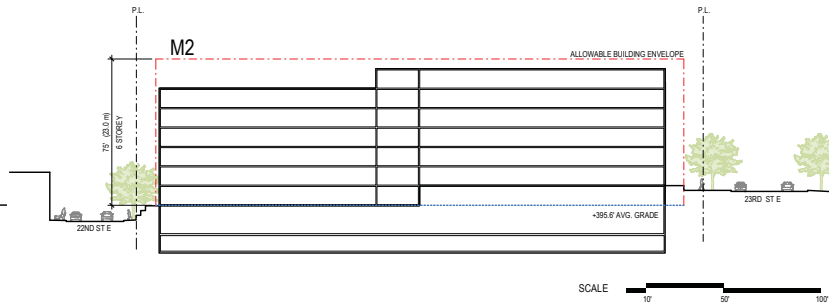 P.L.
P.L.
M2
ALLOWABLE BUILDING ENVELOPE
75' (23.0 m)
6 STOREY
22ND ST E
+395.6' AVG. GRADE
23RD ST E
SCALE
10'
50'
100'